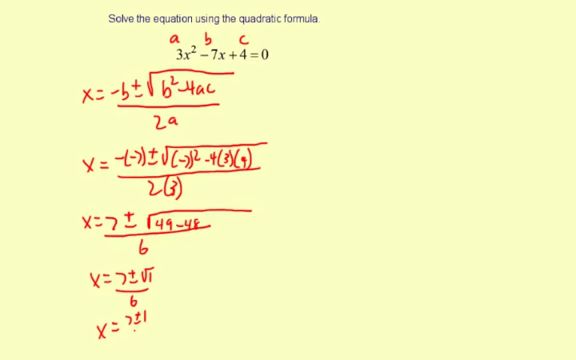 Solve the equation using the quadratic formula.
a b c
3x² − 7x + 4 = 0
x = -b ± √(b² - 4ac) / 2a
x = -(-7) ± √((-7)² - 4(3)(4)) / 2(3)
x = 7 ± √(49 - 48) / 6
x = 7 ± √1 / 6
x = 7 ± 1